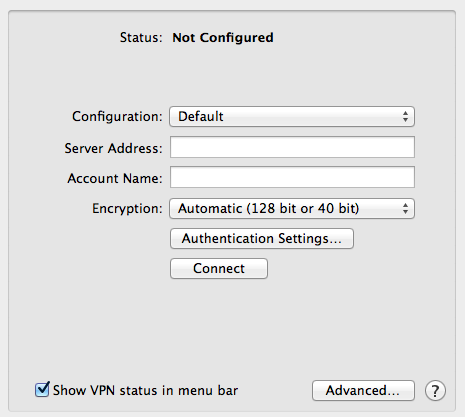 Status: Not Configured
Configuration: Default
Server Address:
Account Name:
Encryption: Automatic (128 bit or 40 bit)
Authentication Settings...
Connect
Show VPN status in menu bar Advanced... ?